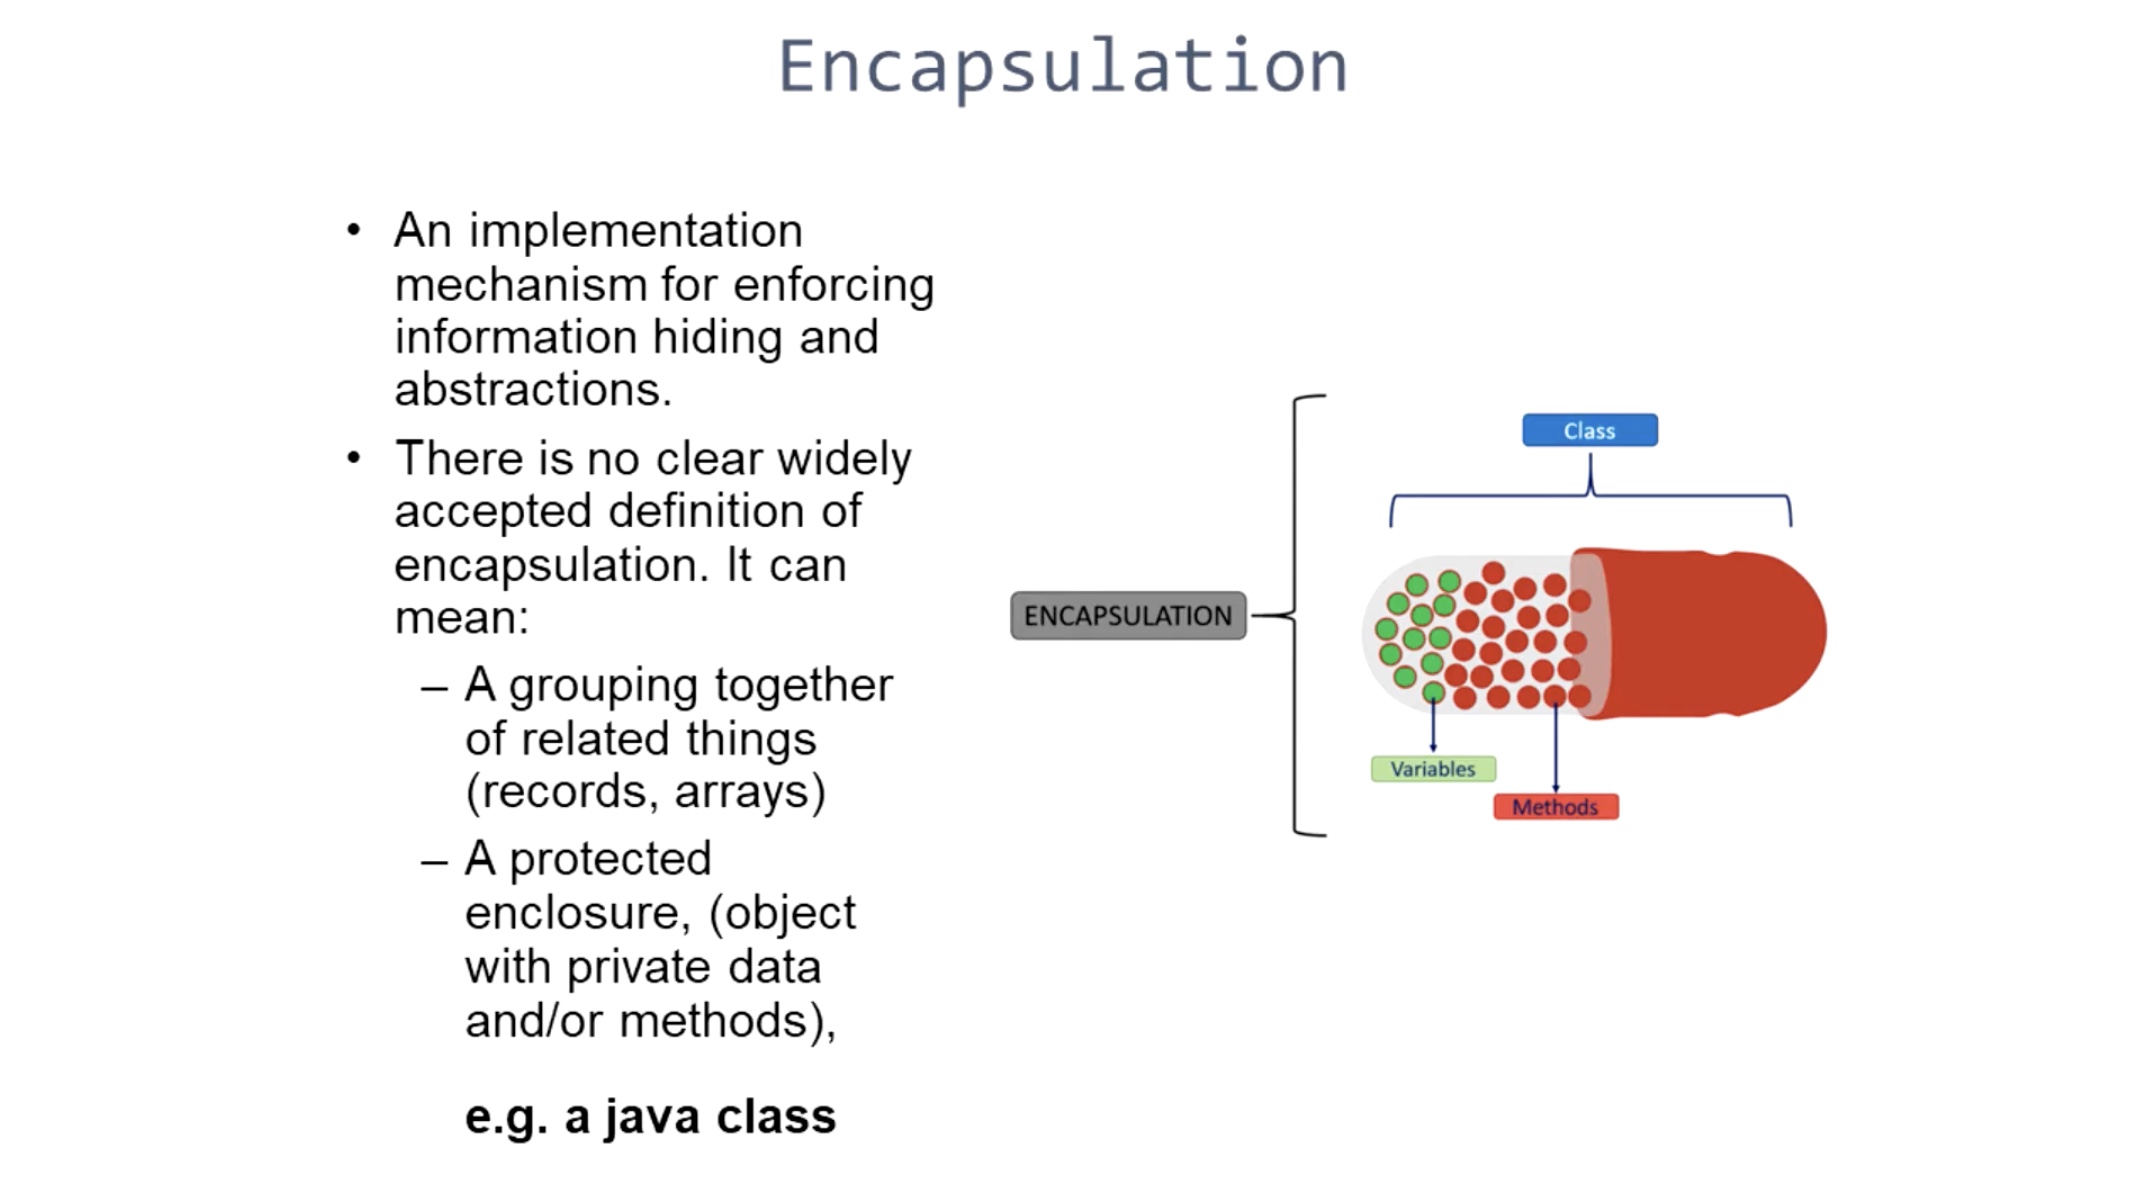 Encapsulation
• An implementation
mechanism for enforcing
information hiding and
abstractions.
• There is no clear widely
accepted definition of
encapsulation. It can
mean:
– A grouping together
of related things
(records, arrays)
– A protected
enclosure, (object
with private data
and/or methods),
e.g. a java class
ENCAPSULATION
Class
Variables
Methods